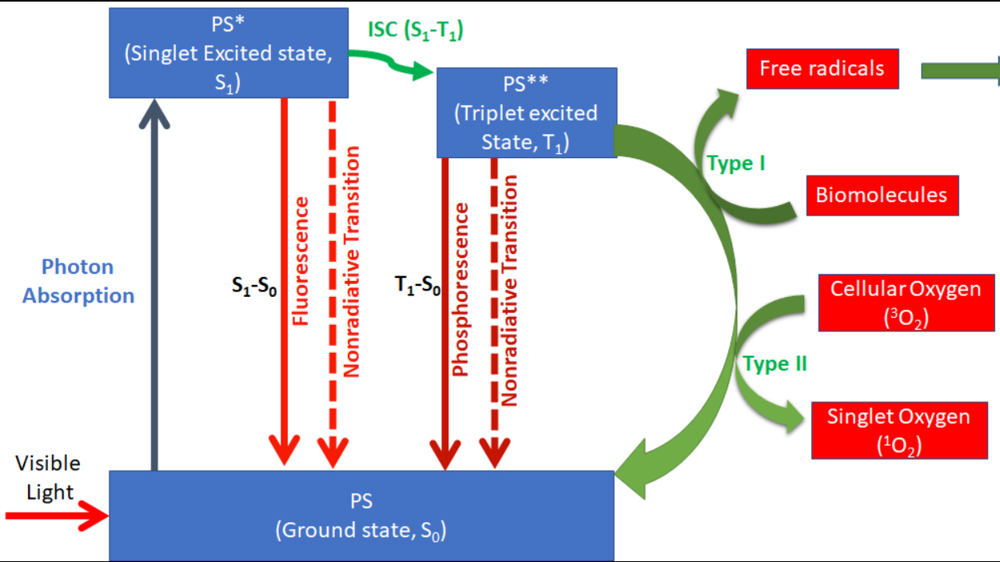 PS*
(Singlet Excited state,
S₁)
ISC (S₁-T₁)
PS**
(Triplet excited
State, T₁)
Free radicals
Type I
Biomolecules
Photon
Absorption
S₁-S₀
Fluorescence
Nonradiative Transition
T₁-S₀
Phosphorescence
Nonradiative Transition
Cellular Oxygen
(³O₂)
Type II
Singlet Oxygen
(¹O₂)
Visible
Light
PS
(Ground state, S₀)